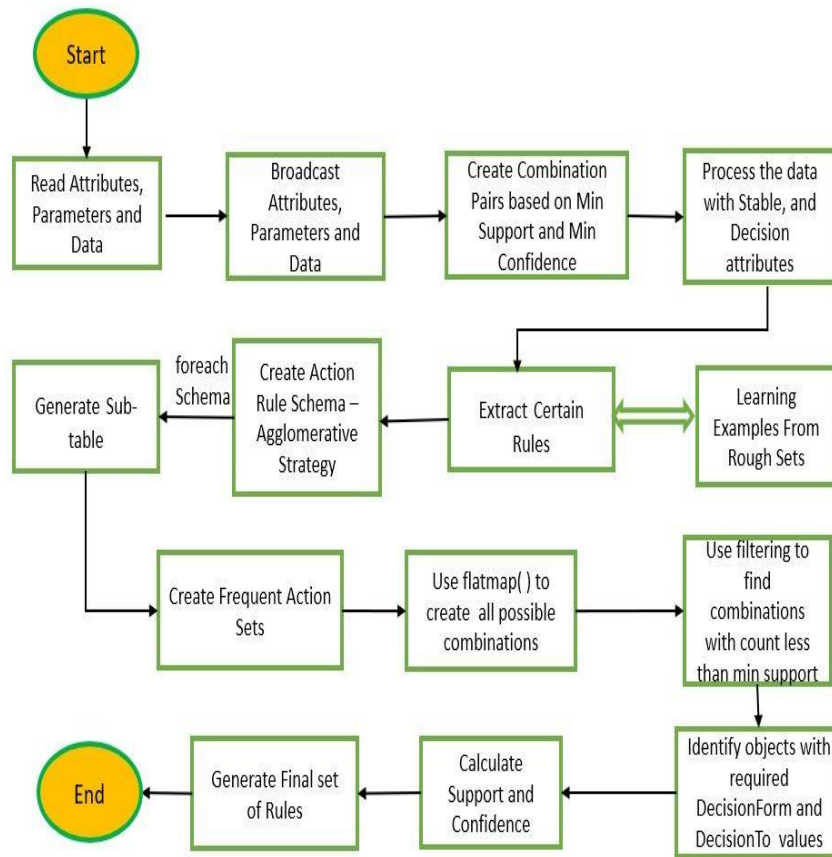 Start
Read Attributes,
Parameters and
Data
Broadcast
Attributes,
Parameters and
Data
Create Combination
Pairs based on Min
Support and Min
Confidence
Process the data
with Stable, and
Decision
attributes
Generate Sub-
table
foreach
Schema
Create Action
Rule Schema –
Agglomerative
Strategy
Extract Certain
Rules
Learning
Examples From
Rough Sets
Create Frequent Action
Sets
Use flatmap( ) to
create all possible
combinations
Use filtering to
find
combinations
with count less
than min support
End
Generate Final set
of Rules
Calculate
Support and
Confidence
Identify objects with
required
DecisionForm and
DecisionTo values